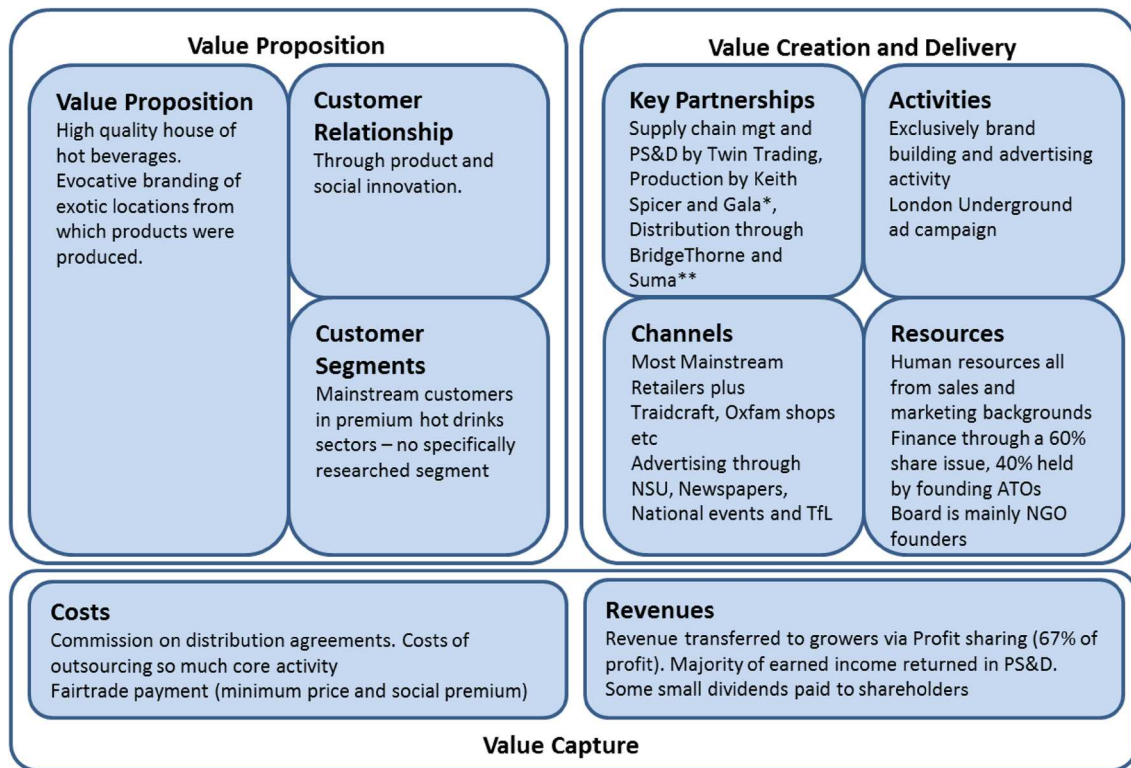 Value Proposition
Value Proposition
High quality house of
hot beverages.
Evocative branding of
exotic locations from
which products were
produced.
Customer
Relationship
Through product and
social innovation.
Customer
Segments
Mainstream customers
in premium hot drinks
sectors – no specifically
researched segment
Value Creation and Delivery
Key Partnerships
Supply chain mgt and
PS&D by Twin Trading,
Production by Keith
Spicer and Gala*,
Distribution through
BridgeThorne and
Suma**
Activities
Exclusively brand
building and advertising
activity
London Underground
ad campaign
Channels
Most Mainstream
Retailers plus
Traidcraft, Oxfam shops
etc
Advertising through
NSU, Newspapers,
National events and TfL
Resources
Human resources all
from sales and
marketing backgrounds
Finance through a 60%
share issue, 40% held
by founding ATOs
Board is mainly NGO
founders
Costs
Commission on distribution agreements. Costs of
outsourcing so much core activity
Fairtrade payment (minimum price and social premium)
Revenues
Revenue transferred to growers via Profit sharing (67% of
profit). Majority of earned income returned in PS&D.
Some small dividends paid to shareholders
Value Capture